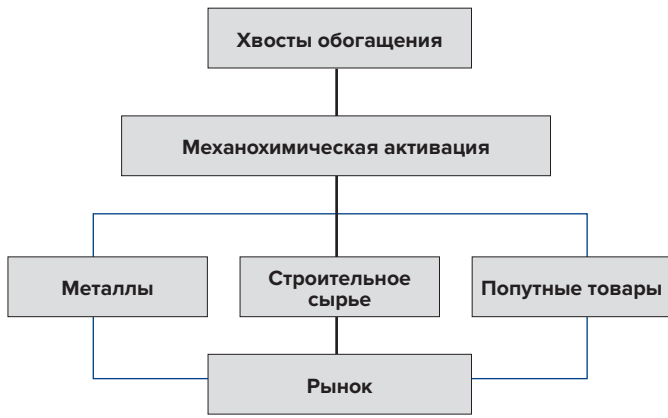 Хвосты обогащения
Механохимическая активация
Металлы
Строительное
сырье
Попутные товары
Рынок